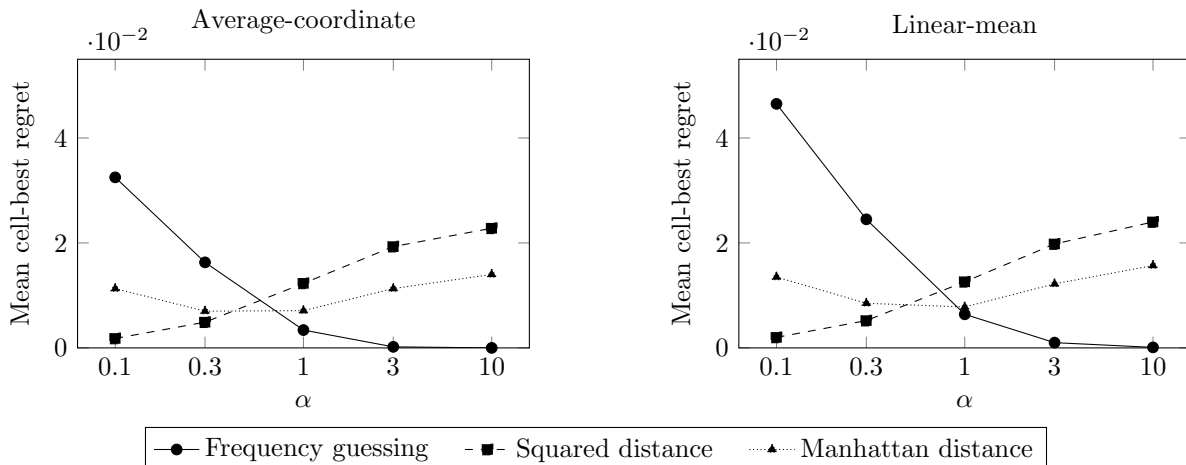 Average-coordinate
·10⁻²
4
2
0
0.1 0.3 1 3 10
α
Mean cell-best regret
Linear-mean
·10⁻²
4
2
0
0.1 0.3 1 3 10
α
Mean cell-best regret
Frequency guessing Squared distance Manhattan distance